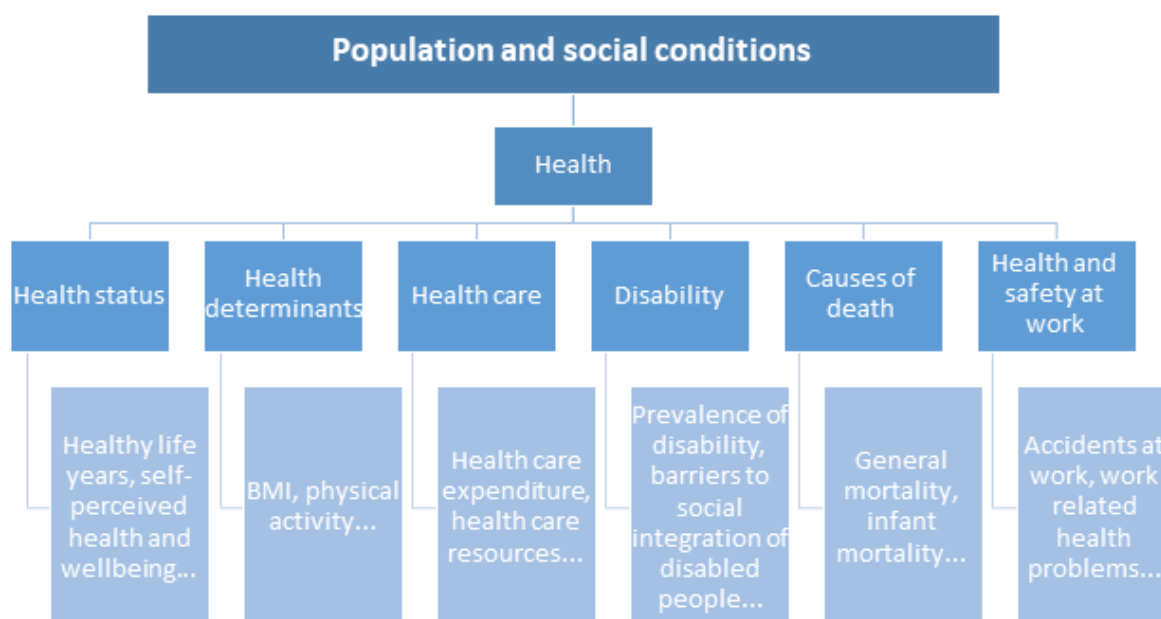 Population and social conditions
Health
Health status
Health
determinants
Health care
Disability
Causes of
death
Health and
safety at
work
Healthy life
years, self-
perceived
health and
wellbeing...
BMI, physical
activity...
Health care
expenditure,
health care
resources...
Prevalence of
disability,
barriers to
social
integration of
disabled
people...
General
mortality,
infant
mortality...
Accidents at
work, work
related
health
problems...